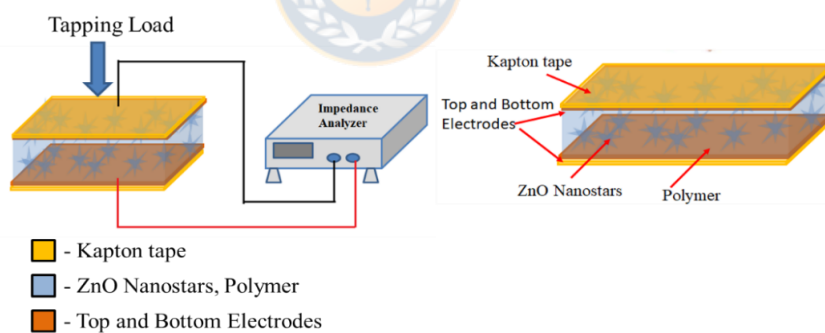 Tapping Load
Impedance
Analyzer
Kapton tape
Top and Bottom
Electrodes
ZnO Nanostars
Polymer
- Kapton tape
- ZnO Nanostars, Polymer
- Top and Bottom Electrodes